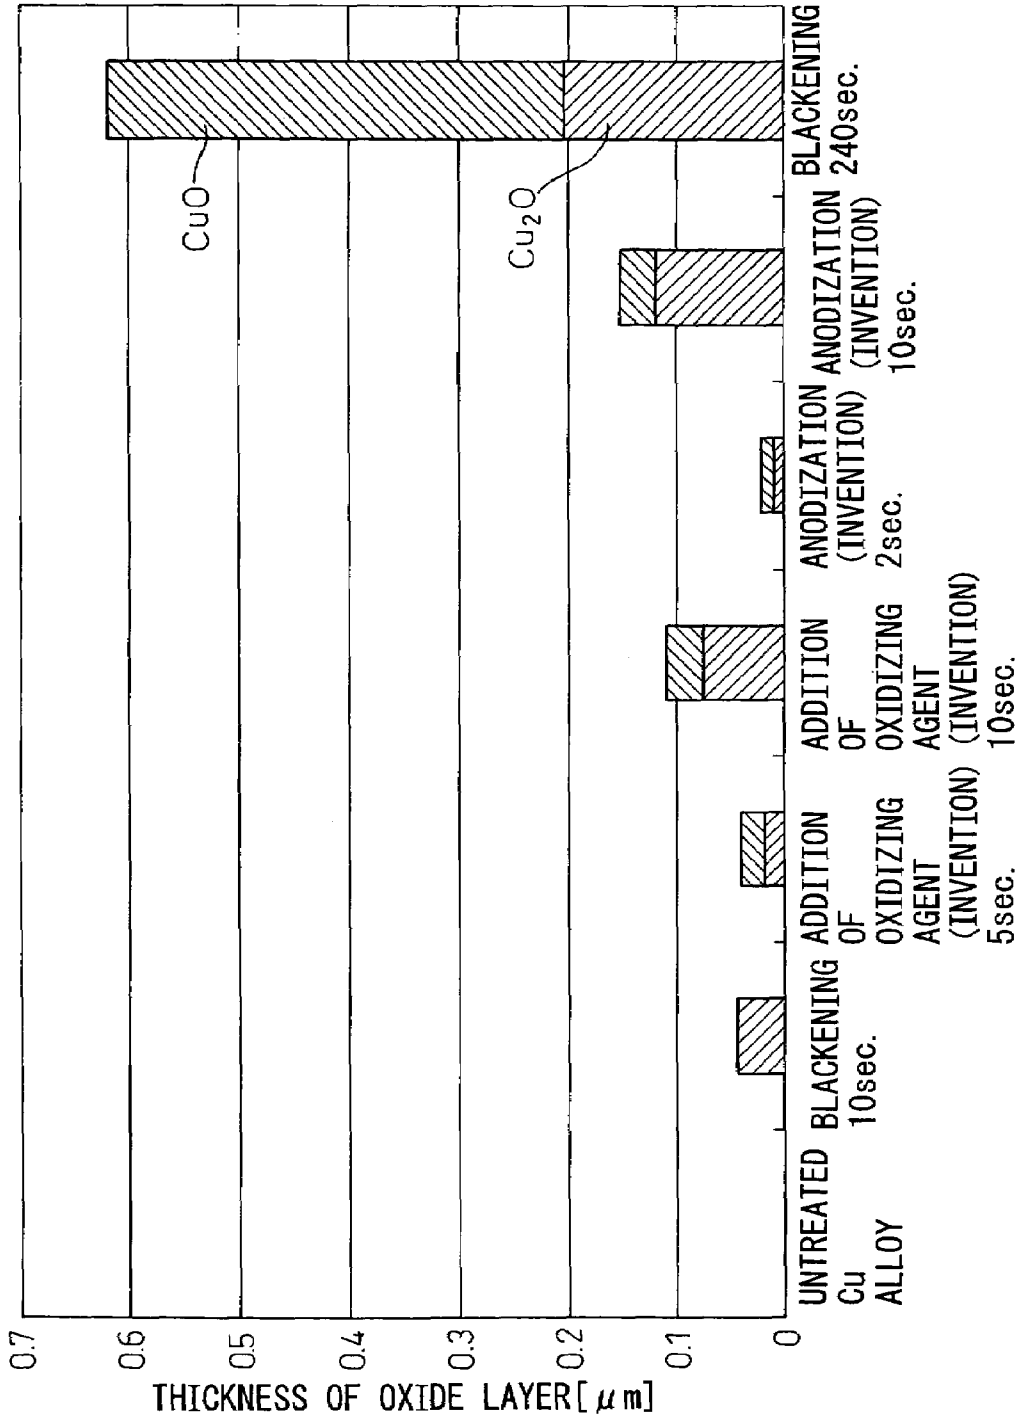 THICKNESS OF OXIDE LAYER[μm]
0.7
0.6
0.5
0.4
0.3
0.2
0.1
0
CuO
Cu₂O
UNTREATED
Cu
ALLOY
BLACKENING
10sec.
ADDITION
OF
OXIDIZING
AGENT
(INVENTION)
5sec.
ADDITION
OF
OXIDIZING
AGENT
(INVENTION)
10sec.
ANODIZATION
(INVENTION)
2sec.
ANODIZATION
(INVENTION)
10sec.
BLACKENING
240sec.